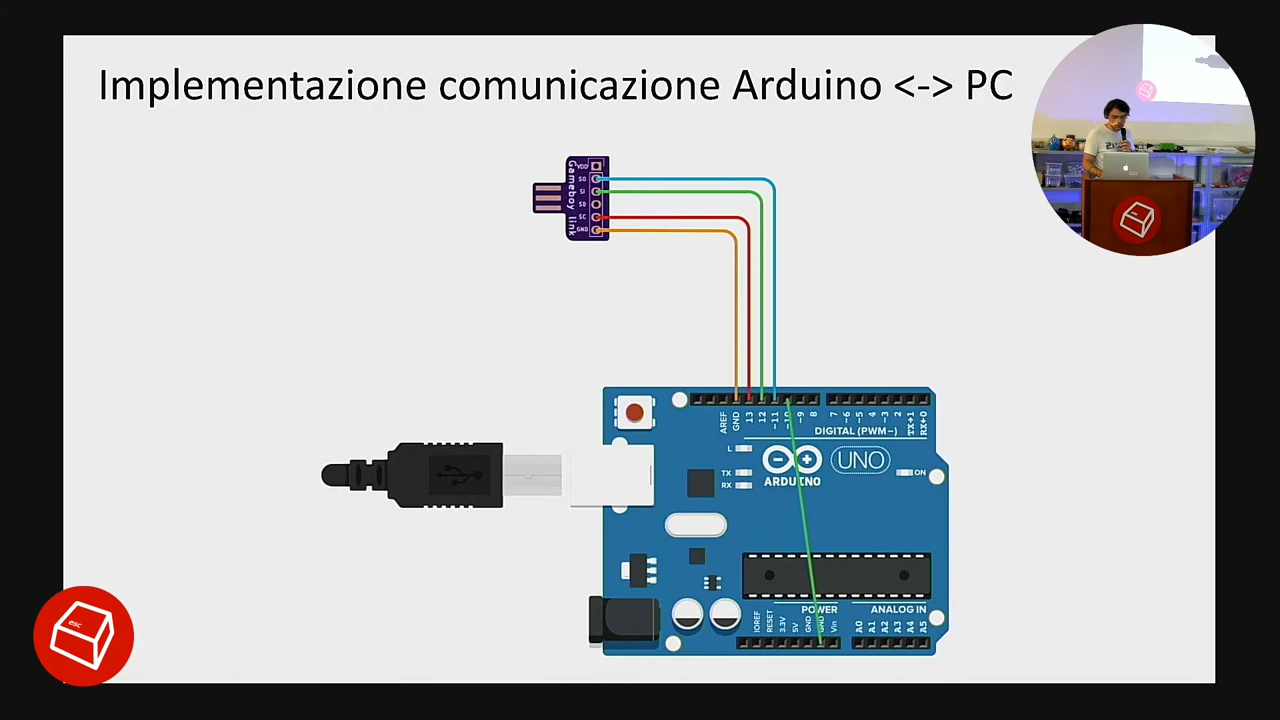 Implementazione comunicazione Arduino <-> PC
Gameboy link
VDD
SO
SI
SD
SC
GND
AREF
GND
13
12
~11
~10
~9
8
7
~6
~5
4
~3
2
TX→1
RX←0
DIGITAL (PWM~)
L
TX
RX
UNO
ON
ARDUINO
POWER
ANALOG IN
IOREF
RESET
3.3V
5V
GND
GND
Vin
A0
A1
A2
A3
A4
A5
esc